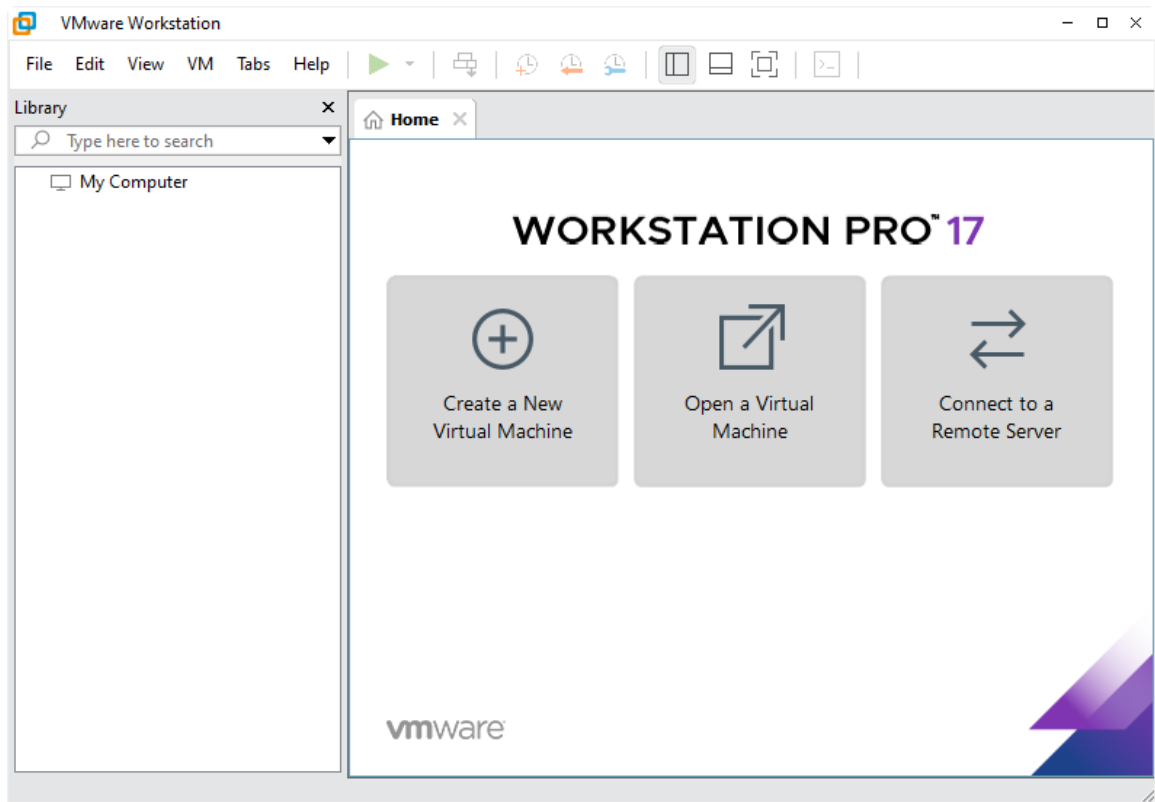 VMware Workstation
File Edit View VM Tabs Help
Library
Type here to search
My Computer
Home
WORKSTATION PRO™ 17
Create a New
Virtual Machine
Open a Virtual
Machine
Connect to a
Remote Server
vmware